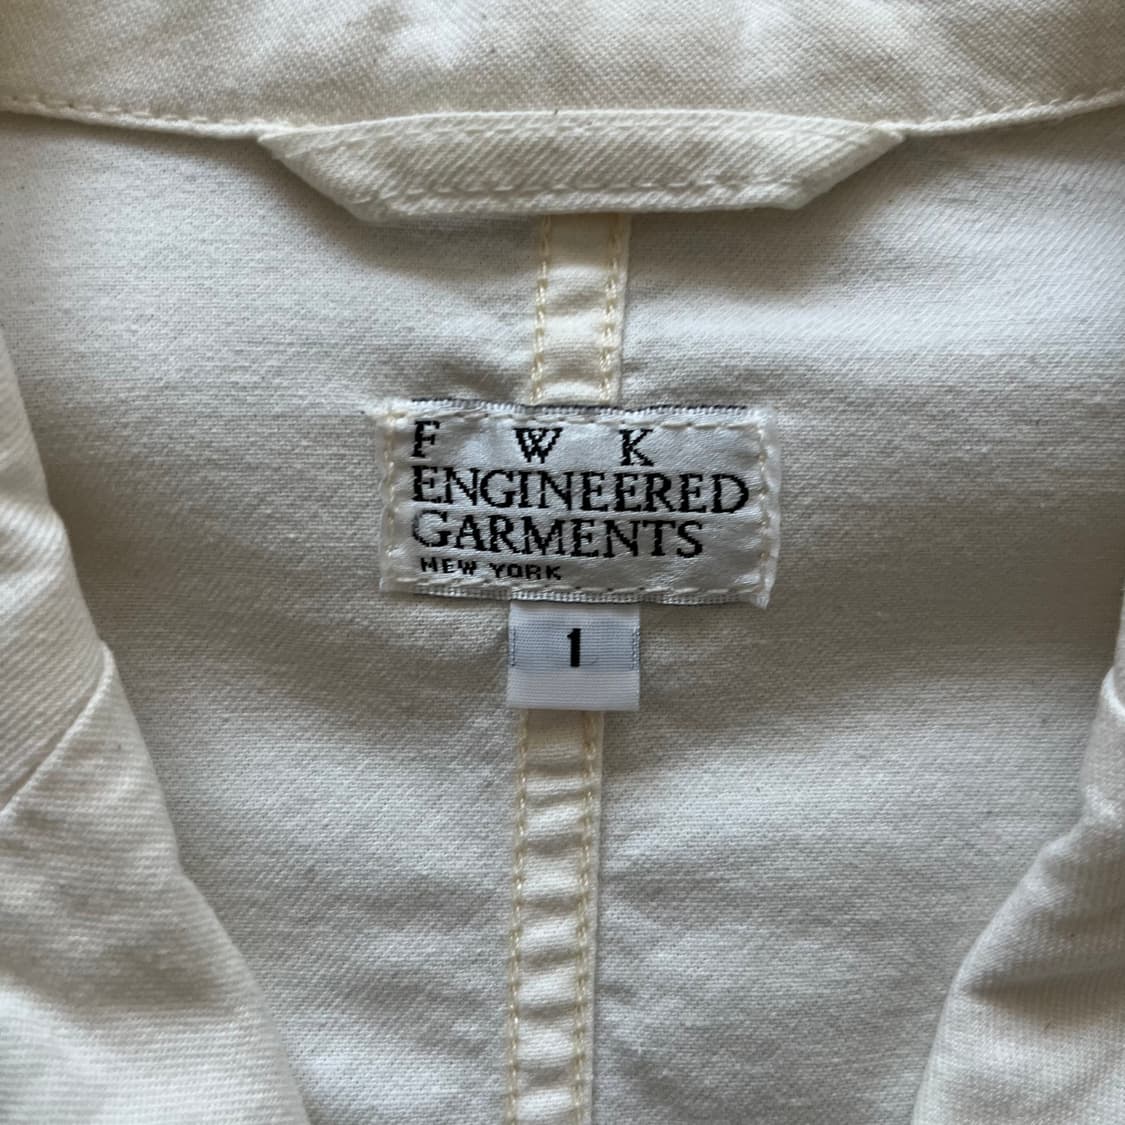 F W K
ENGINEERED
GARMENTS
NEW YORK
1